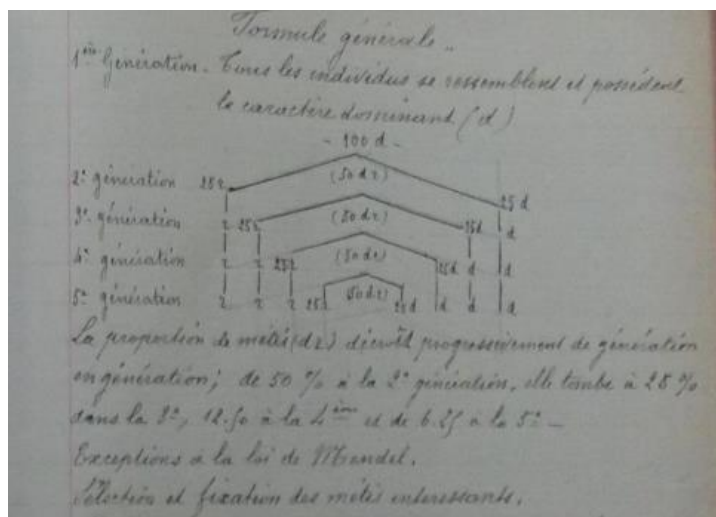 Formule générale "
1ère Génération. Tous les individus se ressemblent et possèdent
le caractère dominant (d)
- 100 d -
2e génération 25 r (50 dr) 25 d
3e génération r 25 r (50 dr) 25 d d
4e génération r r 25 r (50 dr) 25 d d d
5e génération r r r 25 r (50 dr) 25 d d d d
La proportion de métis (dr) décroît progressivement de génération
en génération; de 50 % à la 2e génération, elle tombe à 25 %
dans la 3e, 12.50 à la 4ème et de 6.25 à la 5e -
Exceptions à la loi de Mendel.
Sélection et fixation des métis intéressants.